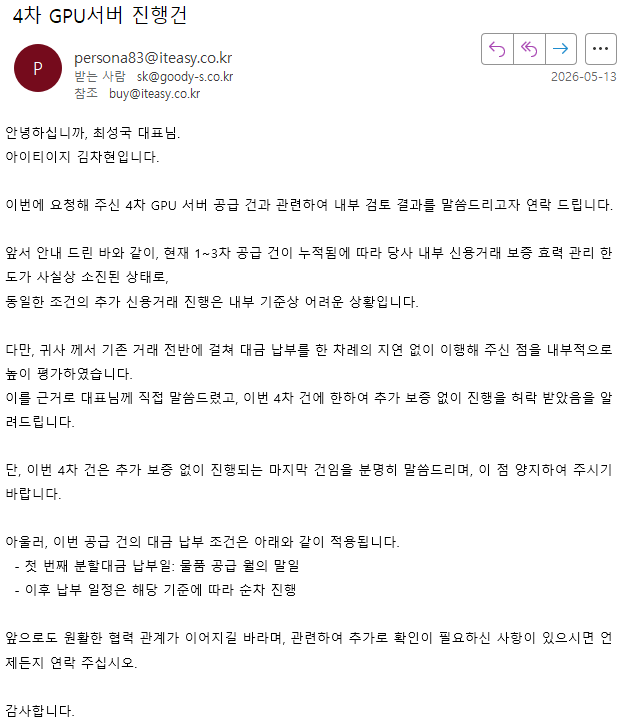 4차 GPU서버 진행건
P
persona83@iteasy.co.kr
받는 사람 sk@goody-s.co.kr
참조 buy@iteasy.co.kr
2026-05-13
안녕하십니까, 최성국 대표님.
아이티이지 김차현입니다.
이번에 요청해 주신 4차 GPU 서버 공급 건과 관련하여 내부 검토 결과를 말씀드리고자 연락 드립니다.
앞서 안내 드린 바와 같이, 현재 1~3차 공급 건이 누적됨에 따라 당사 내부 신용거래 보증 효력 관리 한
도가 사실상 소진된 상태로,
동일한 조건의 추가 신용거래 진행은 내부 기준상 어려운 상황입니다.
다만, 귀사 께서 기존 거래 전반에 걸쳐 대금 납부를 한 차례의 지연 없이 이행해 주신 점을 내부적으로
높이 평가하였습니다.
이를 근거로 대표님께 직접 말씀드렸고, 이번 4차 건에 한하여 추가 보증 없이 진행을 허락 받았음을 알
려드립니다.
단, 이번 4차 건은 추가 보증 없이 진행되는 마지막 건임을 분명히 말씀드리며, 이 점 양지하여 주시기
바랍니다.
아울러, 이번 공급 건의 대금 납부 조건은 아래와 같이 적용됩니다.
- 첫 번째 분할대금 납부일: 물품 공급 월의 말일
- 이후 납부 일정은 해당 기준에 따라 순차 진행
앞으로도 원활한 협력 관계가 이어지길 바라며, 관련하여 추가로 확인이 필요하신 사항이 있으시면 언
제든지 연락 주십시오.
감사합니다.